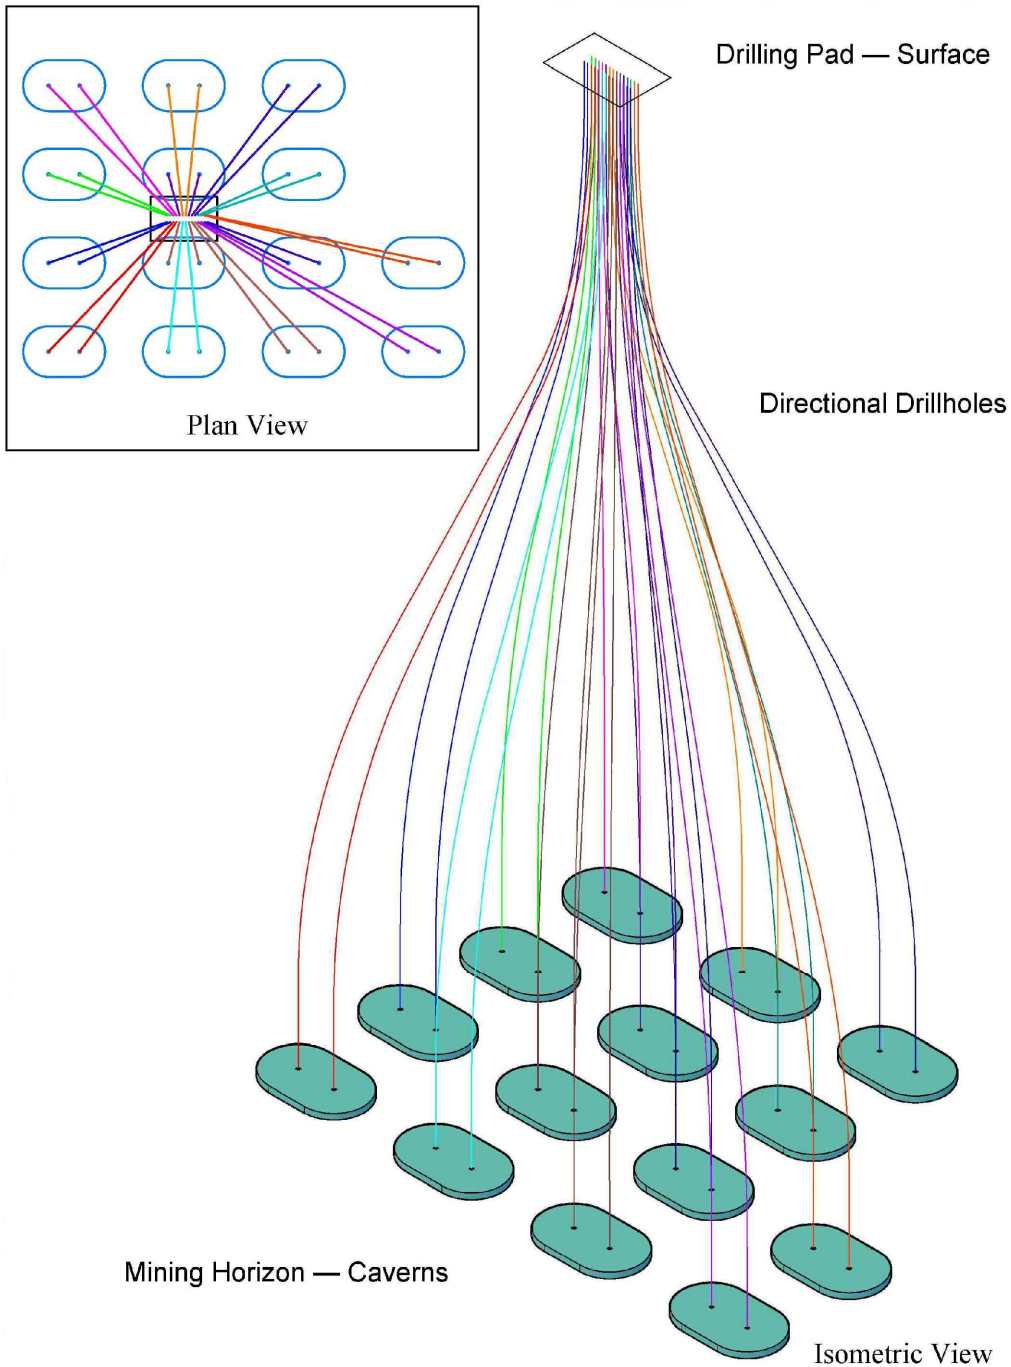 Drilling Pad — Surface
Plan View
Directional Drillholes
Mining Horizon — Caverns
Isometric View